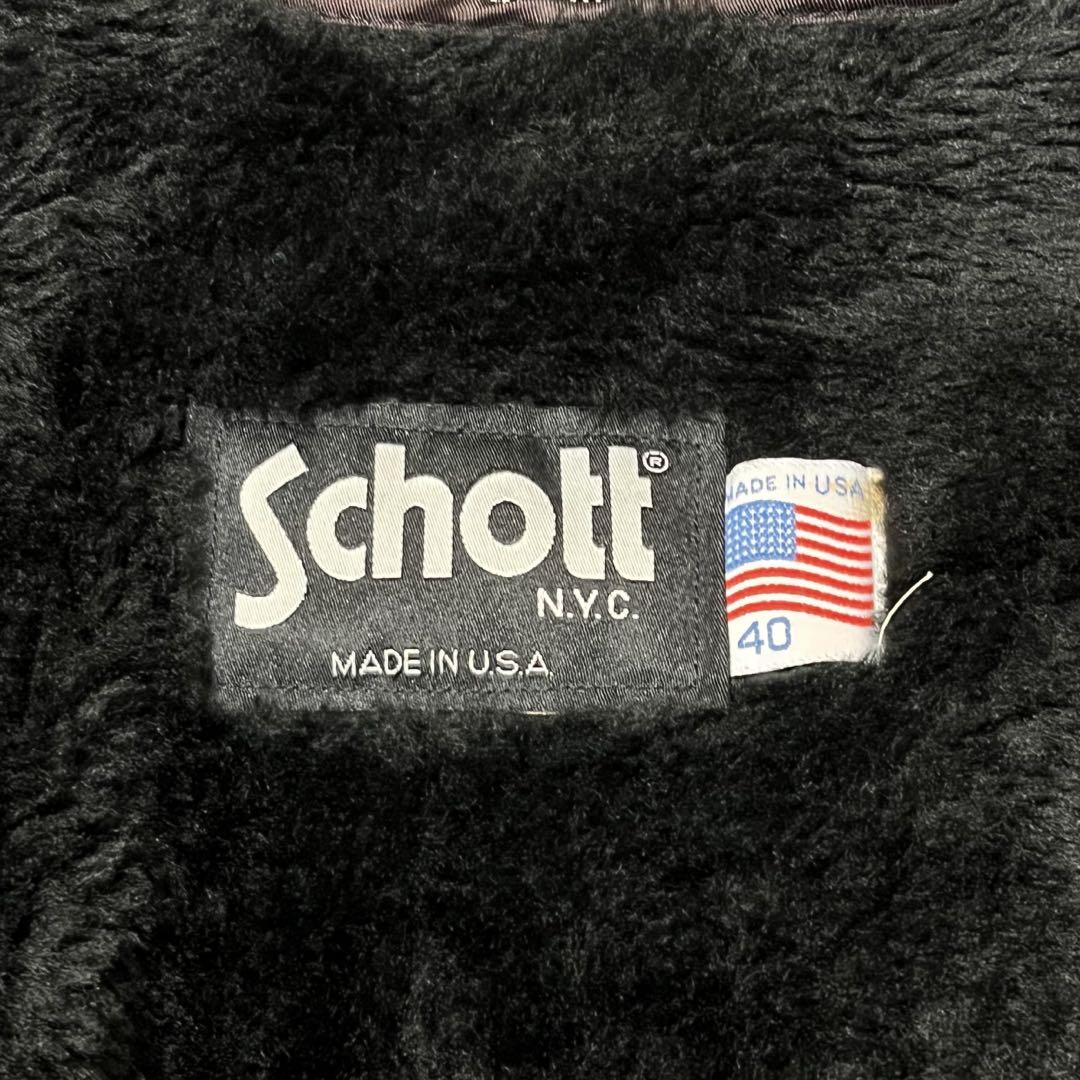 Schott®
N.Y.C.
MADE IN U.S.A.
MADE IN USA
40